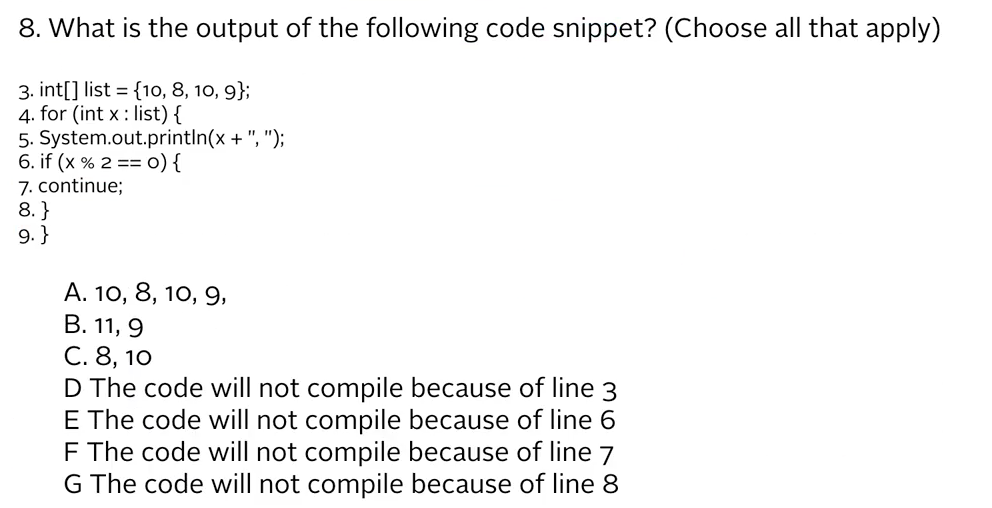 8. What is the output of the following code snippet? (Choose all that apply)
3. int[] list = {10, 8, 10, 9};
4. for (int x : list) {
5. System.out.println(x + ", ");
6. if (x % 2 == 0) {
7. continue;
8. }
9. }
A. 10, 8, 10, 9,
B. 11, 9
C. 8, 10
D The code will not compile because of line 3
E The code will not compile because of line 6
F The code will not compile because of line 7
G The code will not compile because of line 8